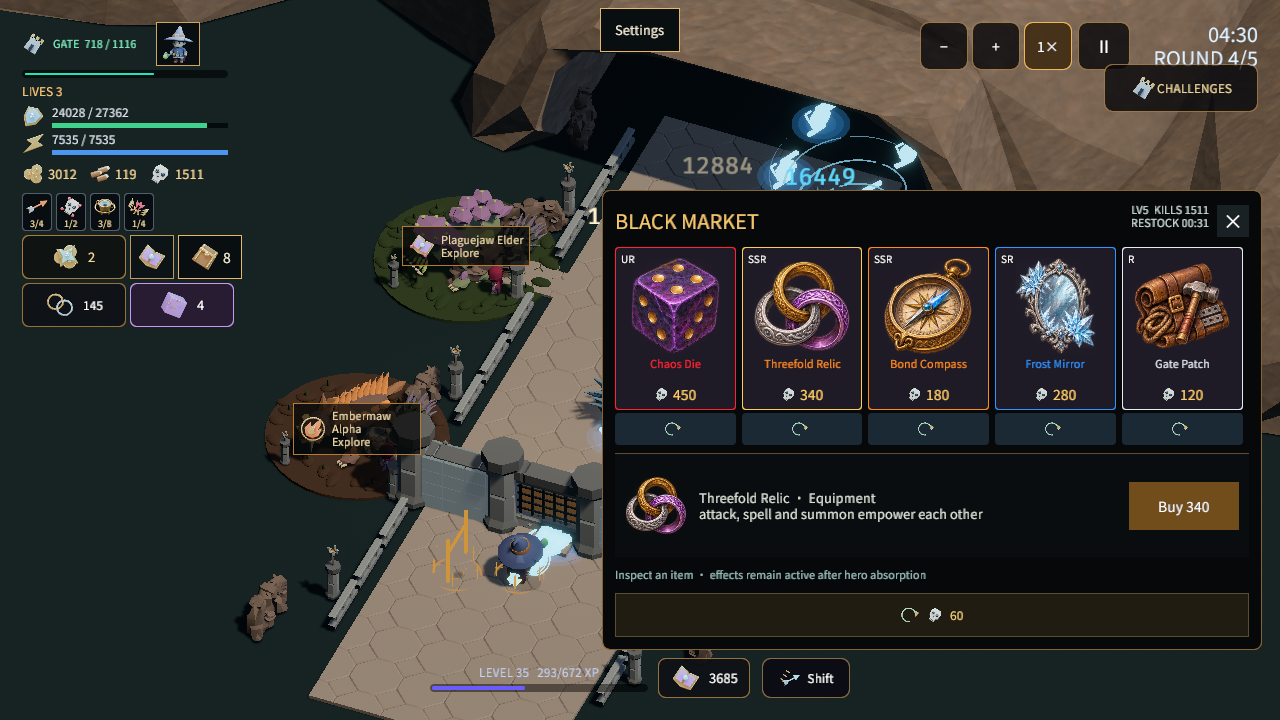 GATE 718 / 1116
Settings
−
+
1×
04:30
ROUND 4/5
CHALLENGES
LIVES 3
24028 / 27362
7535 / 7535
3012
119
1511
3/4
1/2
3/8
1/4
2
8
145
4
12884
16449
1
Plaguejaw Elder
Explore
Embermaw
Alpha
Explore
BLACK MARKET
LV5 KILLS 1511
RESTOCK 00:31
UR
Chaos Die
450
SSR
Threefold Relic
340
SSR
Bond Compass
180
SR
Frost Mirror
280
R
Gate Patch
120
Threefold Relic • Equipment
attack, spell and summon empower each other
Buy 340
Inspect an item • effects remain active after hero absorption
60
LEVEL 35 293/672 XP
3685
Shift